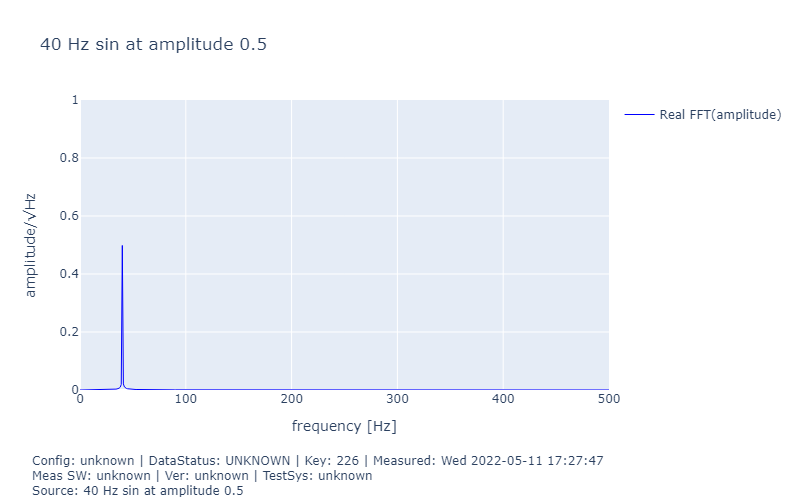 40 Hz sin at amplitude 0.5
Real FFT(amplitude)
1
0.8
0.6
0.4
0.2
0
amplitude/√Hz
0 100 200 300 400 500
frequency [Hz]
Config: unknown | DataStatus: UNKNOWN | Key: 226 | Measured: Wed 2022-05-11 17:27:47
Meas SW: unknown | Ver: unknown | TestSys: unknown
Source: 40 Hz sin at amplitude 0.5